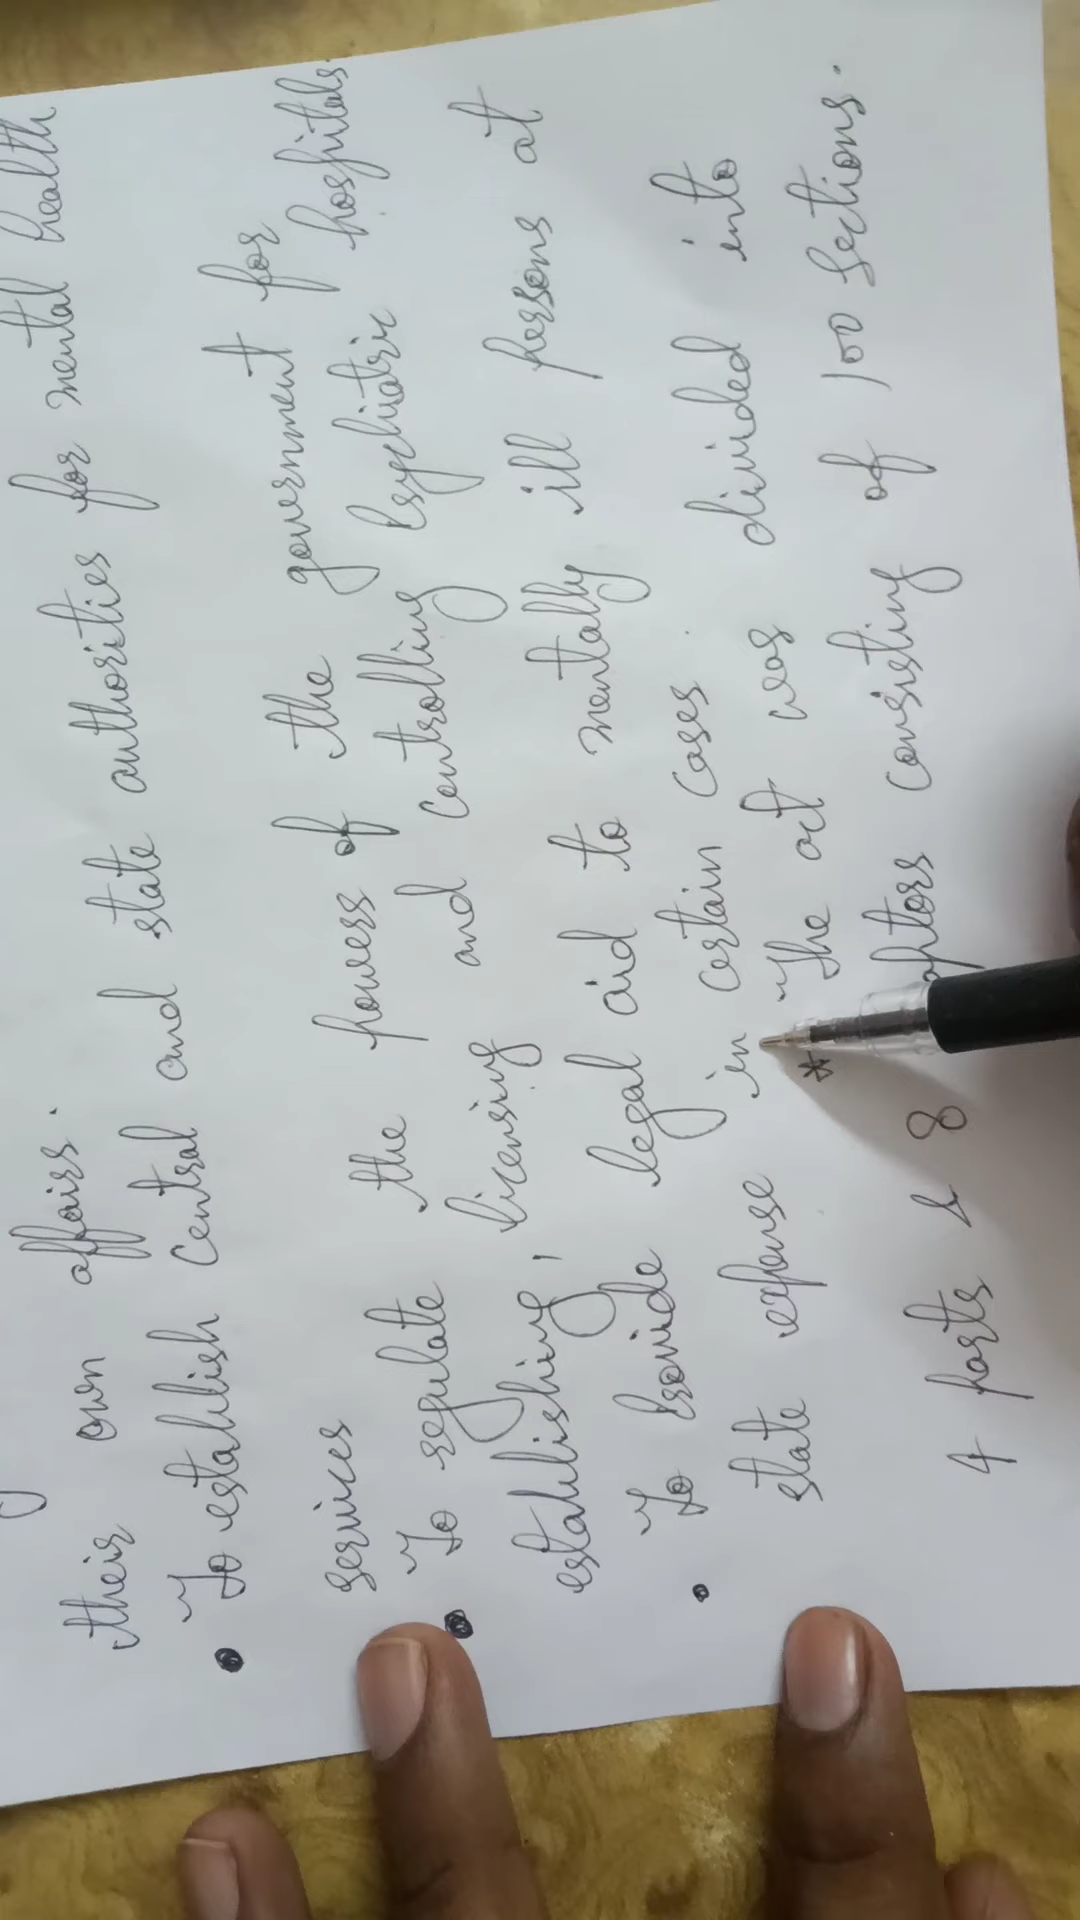 their own affairs.
• To establish central and state authorities for mental health
services
• To regulate the powers of the government for
establishing, licensing and controlling psychiatric hospitals.
• To provide legal aid to mentally ill persons at
state expense in certain cases.
* The act was divided into
4 parts & 8 consisting of 100 sections.